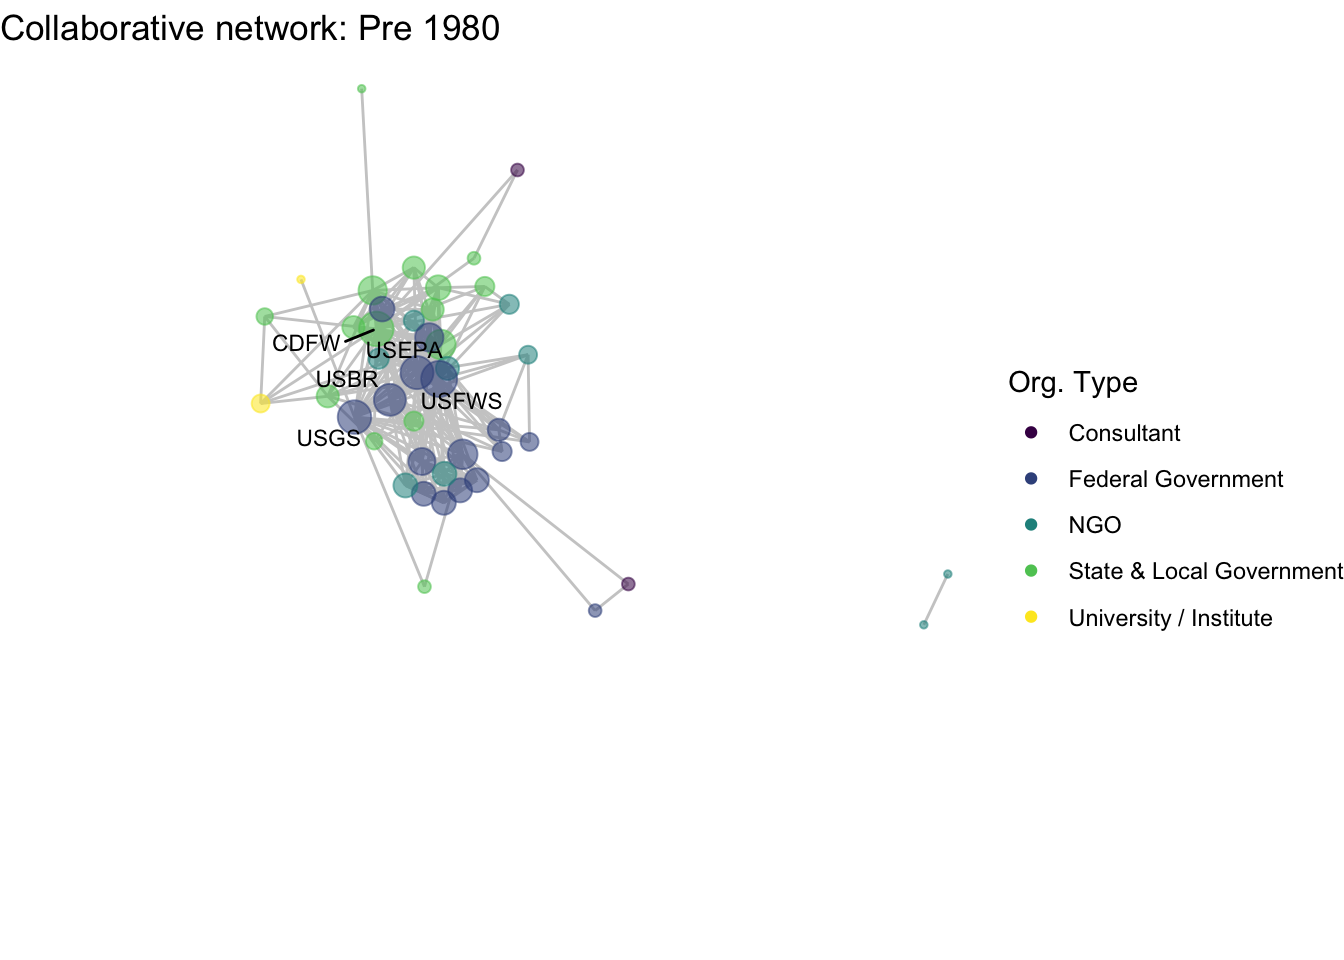 Collaborative network: Pre 1980
CDFW
USEPA
USBR
USFWS
USGS
Org. Type
Consultant
Federal Government
NGO
State & Local Government
University / Institute